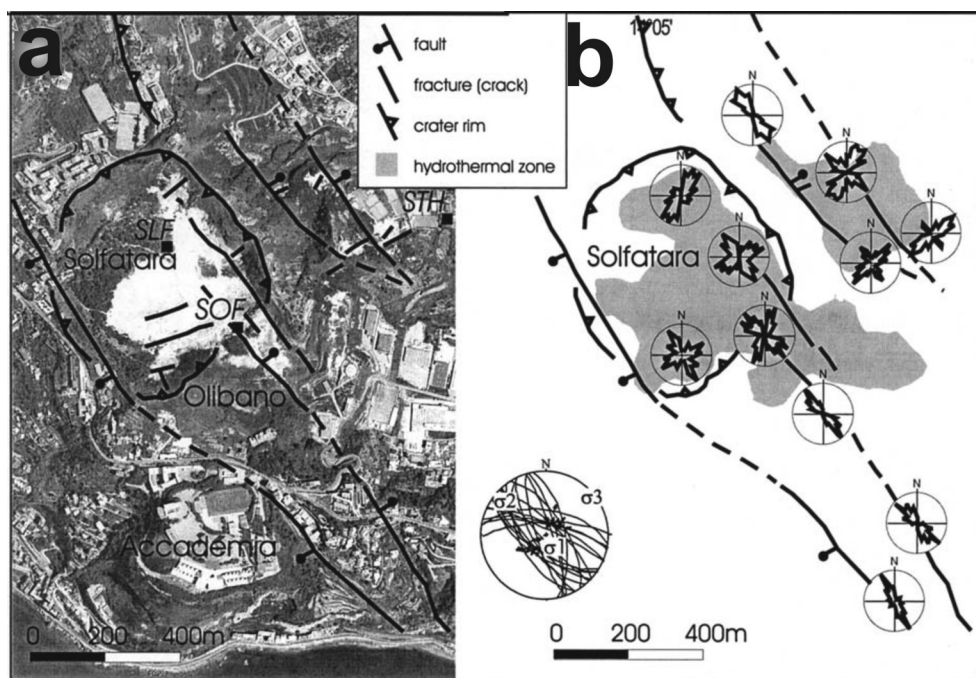 a
fault
fracture (crack)
crater rim
hydrothermal zone
STH
SLF
Solfatara
SOF
Olibano
Accademia
0 200 400m
b
N
N
N
N
N
N
N
N
N
N
Solfatara
N
σ2
σ3
σ1
0 200 400m